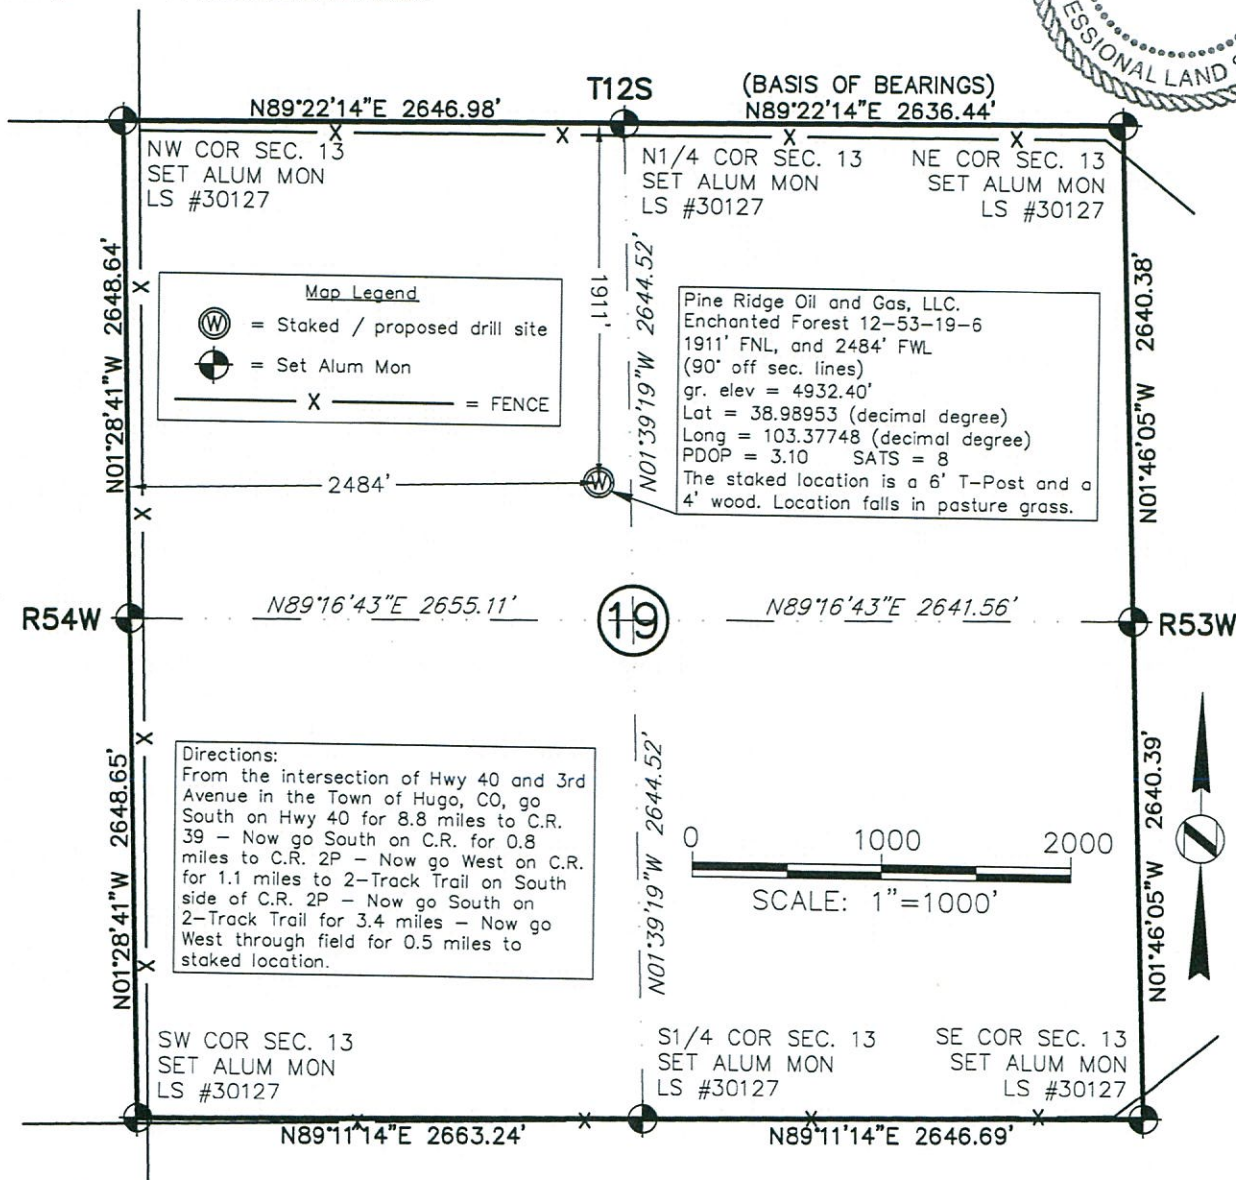 ESSIONAL LAND S
T12S
(BASIS OF BEARINGS)
N89°22'14"E 2646.98'
N89°22'14"E 2636.44'
X
X
X
X
NW COR SEC. 13
SET ALUM MON
LS #30127
N1/4 COR SEC. 13
SET ALUM MON
LS #30127
NE COR SEC. 13
SET ALUM MON
LS #30127
N01°28'41"W 2648.64'
X
X
Map Legend
W = Staked / proposed drill site
= Set Alum Mon
X = FENCE
1911'
N01°39'19"W 2644.52'
Pine Ridge Oil and Gas, LLC.
Enchanted Forest 12-53-19-6
1911' FNL, and 2484' FWL
(90° off sec. lines)
gr. elev = 4932.40'
Lat = 38.98953 (decimal degree)
Long = 103.37748 (decimal degree)
PDOP = 3.10 SATS = 8
The staked location is a 6' T-Post and a
4' wood. Location falls in pasture grass.
N01°46'05"W 2640.38'
2484'
W
R54W
N89°16'43"E 2655.11'
19
N89°16'43"E 2641.56'
R53W
N01°28'41"W 2648.65'
X
X
Directions:
From the intersection of Hwy 40 and 3rd
Avenue in the Town of Hugo, CO, go
South on Hwy 40 for 8.8 miles to C.R.
39 - Now go South on C.R. for 0.8
miles to C.R. 2P - Now go West on C.R.
for 1.1 miles to 2-Track Trail on South
side of C.R. 2P - Now go South on
2-Track Trail for 3.4 miles - Now go
West through field for 0.5 miles to
staked location.
N01°39'19"W 2644.52'
0 1000 2000
SCALE: 1"=1000'
N01°46'05"W 2640.39'
N
SW COR SEC. 13
SET ALUM MON
LS #30127
S1/4 COR SEC. 13
SET ALUM MON
LS #30127
SE COR SEC. 13
SET ALUM MON
LS #30127
X
X
X
X
N89°11'14"E 2663.24'
N89°11'14"E 2646.69'